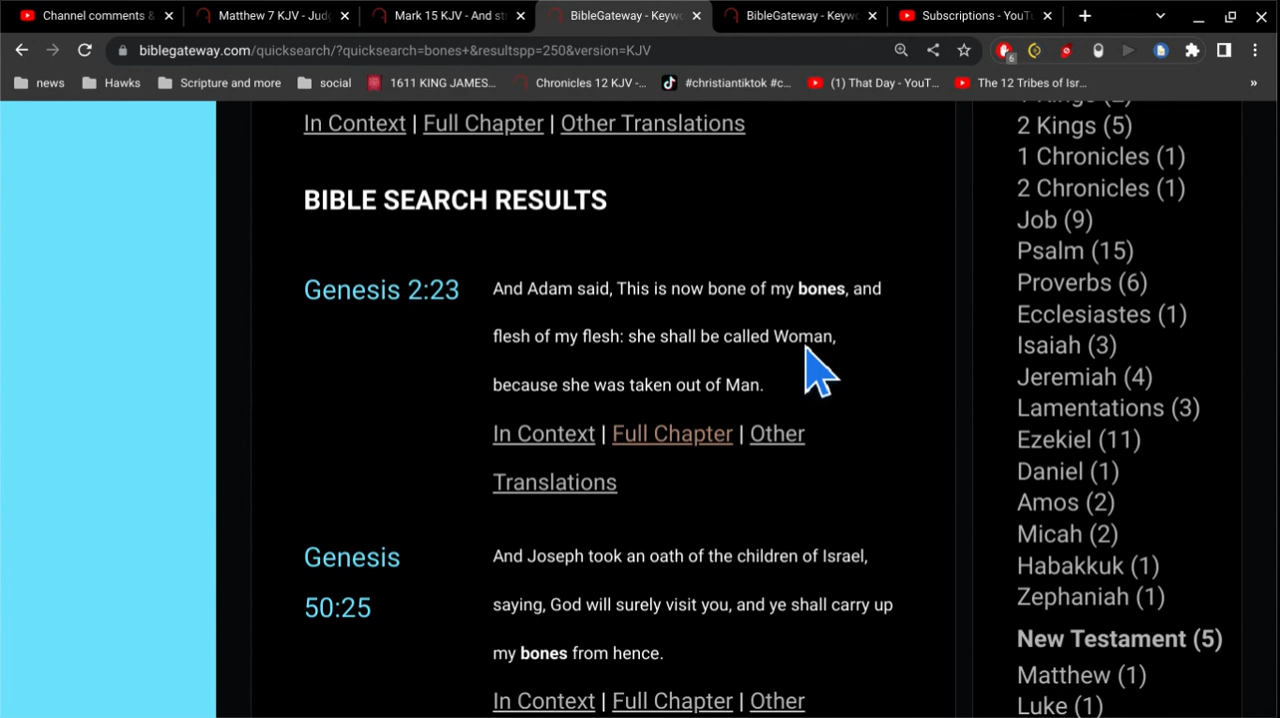 Channel comments &
Matthew 7 KJV - Jud
Mark 15 KJV - And st
BibleGateway - Keyw
BibleGateway - Keyw
Subscriptions - YouTu
biblegateway.com/quicksearch/?quicksearch=bones+&resultspp=250&version=KJV
6
news
Hawks
Scripture and more
social
1611 KING JAMES...
Chronicles 12 KJV -...
#christiantiktok #c...
(1) That Day - YouT...
The 12 Tribes of Isr...
»
In Context | Full Chapter | Other Translations
BIBLE SEARCH RESULTS
Genesis 2:23
And Adam said, This is now bone of my bones, and
flesh of my flesh: she shall be called Woman,
because she was taken out of Man.
In Context | Full Chapter | Other
Translations
Genesis
50:25
And Joseph took an oath of the children of Israel,
saying, God will surely visit you, and ye shall carry up
my bones from hence.
In Context | Full Chapter | Other
1 Kings (2)
2 Kings (5)
1 Chronicles (1)
2 Chronicles (1)
Job (9)
Psalm (15)
Proverbs (6)
Ecclesiastes (1)
Isaiah (3)
Jeremiah (4)
Lamentations (3)
Ezekiel (11)
Daniel (1)
Amos (2)
Micah (2)
Habakkuk (1)
Zephaniah (1)
New Testament (5)
Matthew (1)
Luke (1)